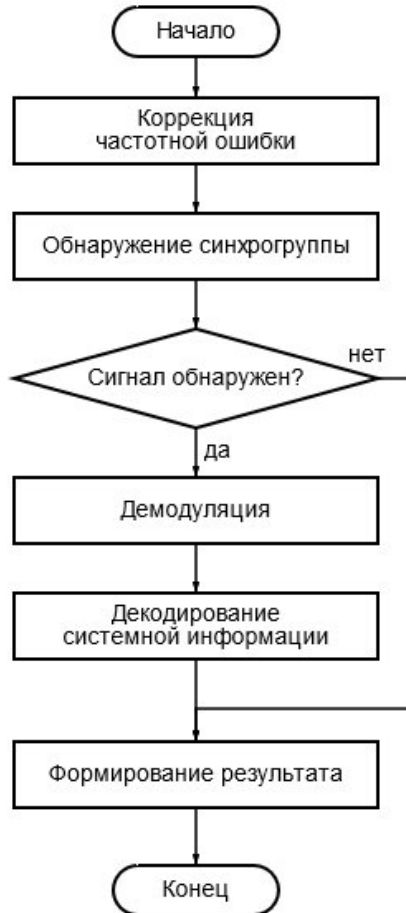 Начало
Коррекция
частотной ошибки
Обнаружение синхрогруппы
Сигнал обнаружен?
нет
да
Демодуляция
Декодирование
системной информации
Формирование результата
Конец